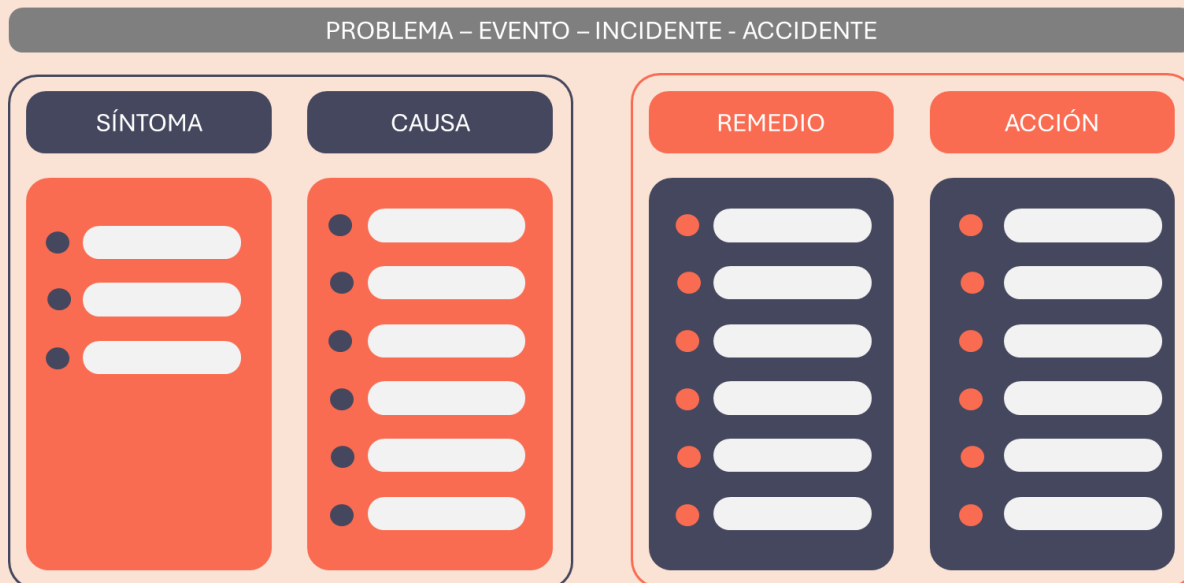 PROBLEMA – EVENTO – INCIDENTE - ACCIDENTE
SÍNTOMA
CAUSA
REMEDIO
ACCIÓN